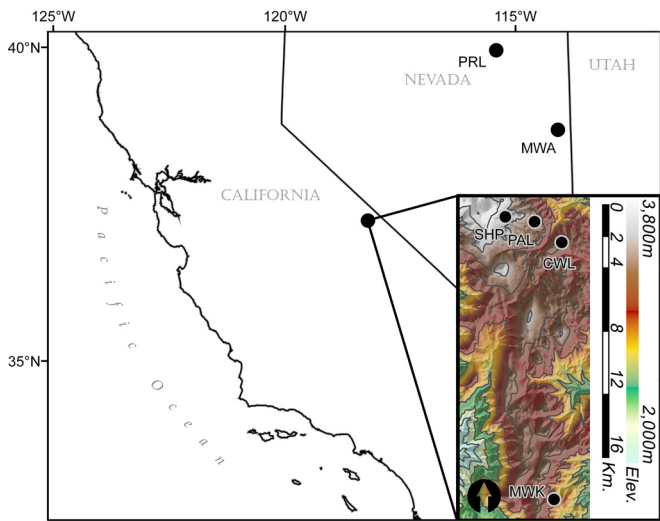 125°W
120°W
115°W
40°N
35°N
PRL
NEVADA
UTAH
MWA
CALIFORNIA
Pacific Ocean
SHP
PAL
CWL
MWK
0
2
4
8
12
16
Km.
3,800m
2,000m
Elev.